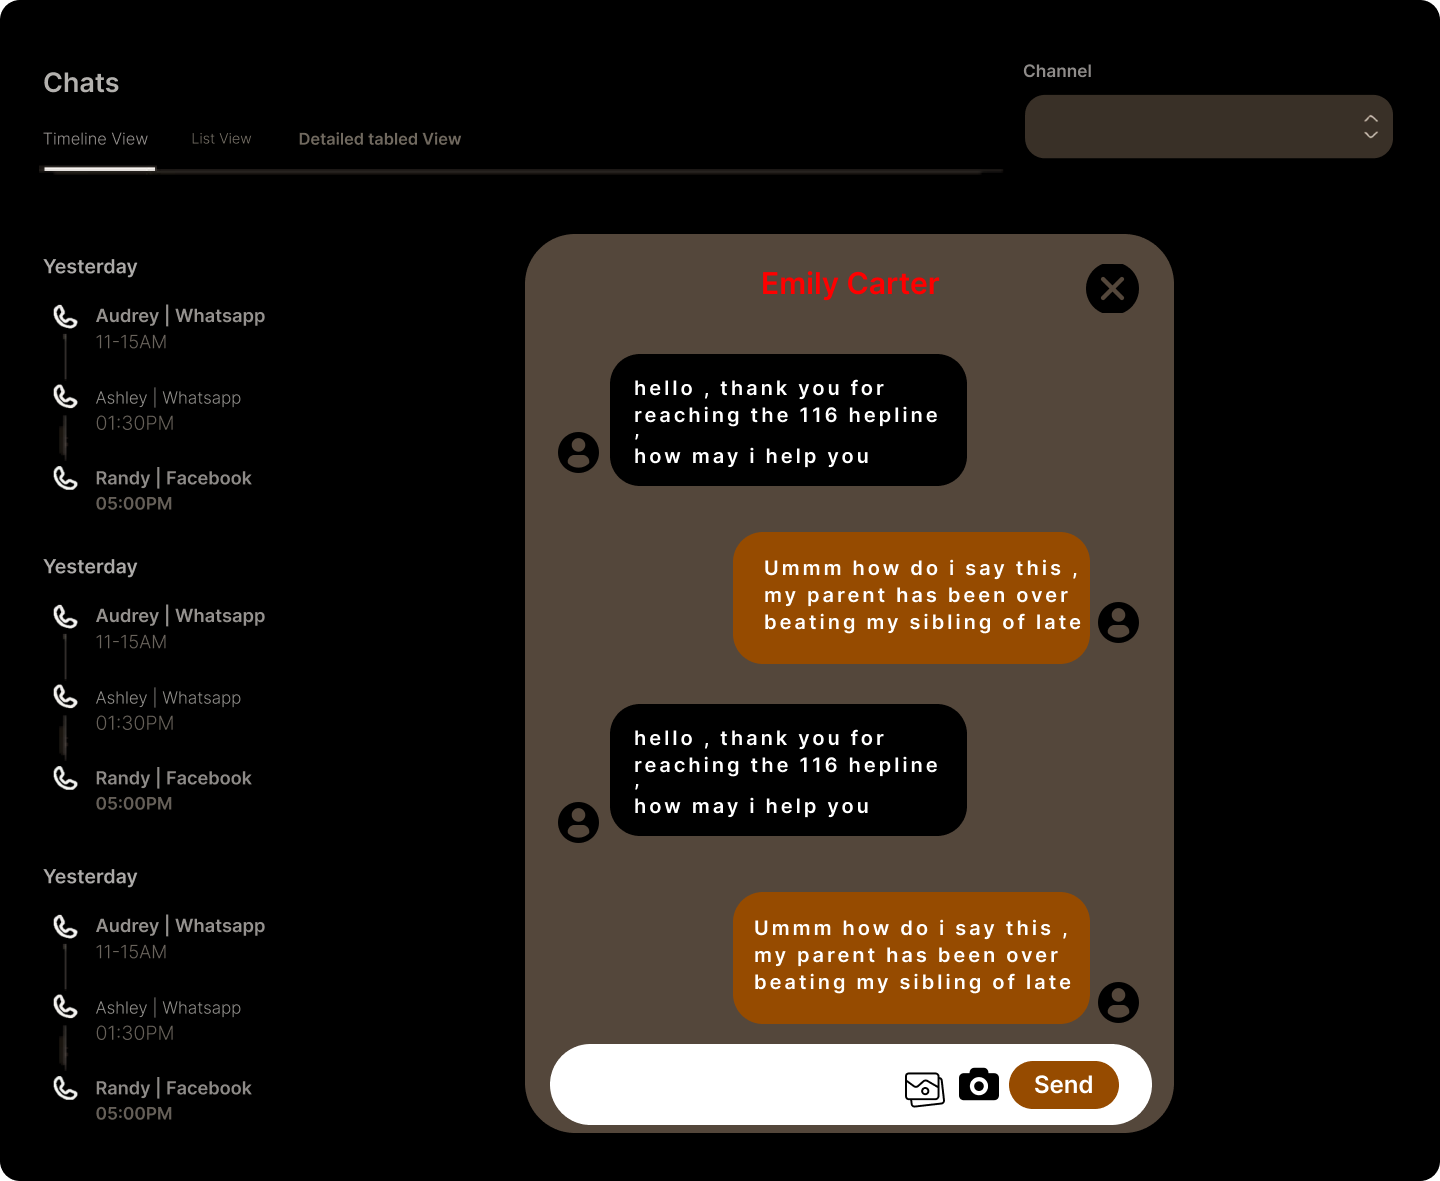 Chats
Channel
Timeline View
List View
Detailed tabled View
Yesterday
Audrey | Whatsapp
11-15AM
Ashley | Whatsapp
01:30PM
Randy | Facebook
05:00PM
Yesterday
Audrey | Whatsapp
11-15AM
Ashley | Whatsapp
01:30PM
Randy | Facebook
05:00PM
Yesterday
Audrey | Whatsapp
11-15AM
Ashley | Whatsapp
01:30PM
Randy | Facebook
05:00PM
Emily Carter
hello , thank you for
reaching the 116 hepline
,
how may i help you
Ummm how do i say this ,
my parent has been over
beating my sibling of late
hello , thank you for
reaching the 116 hepline
,
how may i help you
Ummm how do i say this ,
my parent has been over
beating my sibling of late
Send